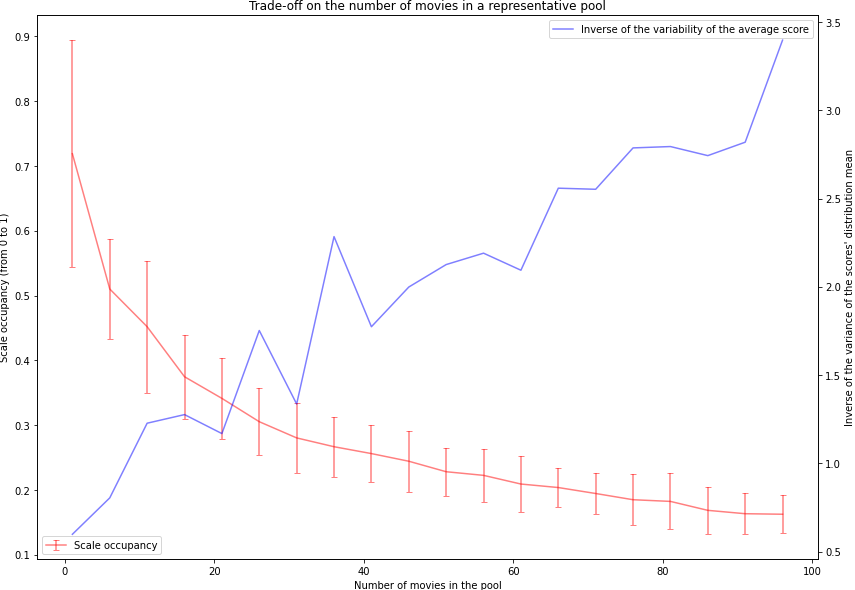 Trade-off on the number of movies in a representative pool
Inverse of the variability of the average score
Scale occupancy (from 0 to 1)
0.9
0.8
0.7
0.6
0.5
0.4
0.3
0.2
0.1
3.5
3.0
2.5
2.0
1.5
1.0
0.5
Inverse of the variance of the scores' distribution mean
Scale occupancy
0 20 40 60 80 100
Number of movies in the pool